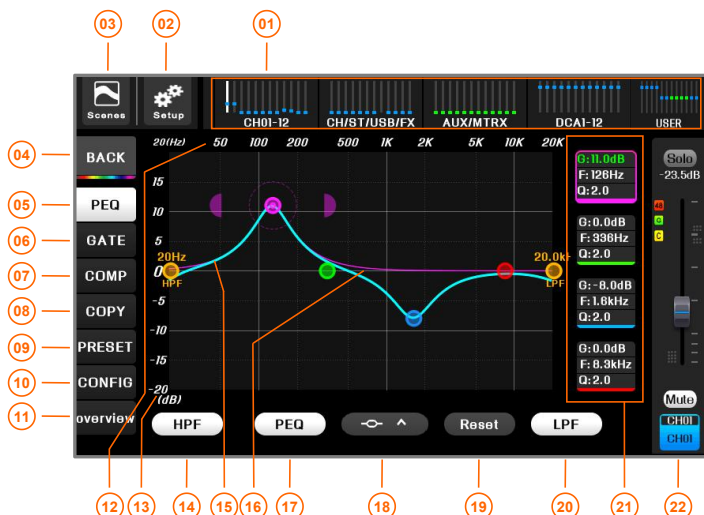 03
02
01
Scenes
Setup
CH01-12
CH/ST/USB/FX
AUX/MTRX
DCA1-12
USER
04
BACK
20(Hz) 50 100 200 500 1K 2K 5K 10K 20K
Solo
-23.5dB
G:11.0dB
F:126Hz
Q:2.0
15
05
PEQ
10
48
G
C
G:0.0dB
F:336Hz
Q:2.0
06
GATE
5
20Hz
HPF
20.0kH
LPF
07
COMP
0
G:-8.0dB
F:1.6kHz
Q:2.0
08
COPY
-5
09
PRESET
-10
G:0.0dB
F:8.3kHz
Q:2.0
10
CONFIG
-15
-20
(dB)
Mute
11
overview
HPF
PEQ
^
Reset
LPF
CH01
CH01
12
13
14
15
16
17
18
19
20
21
22